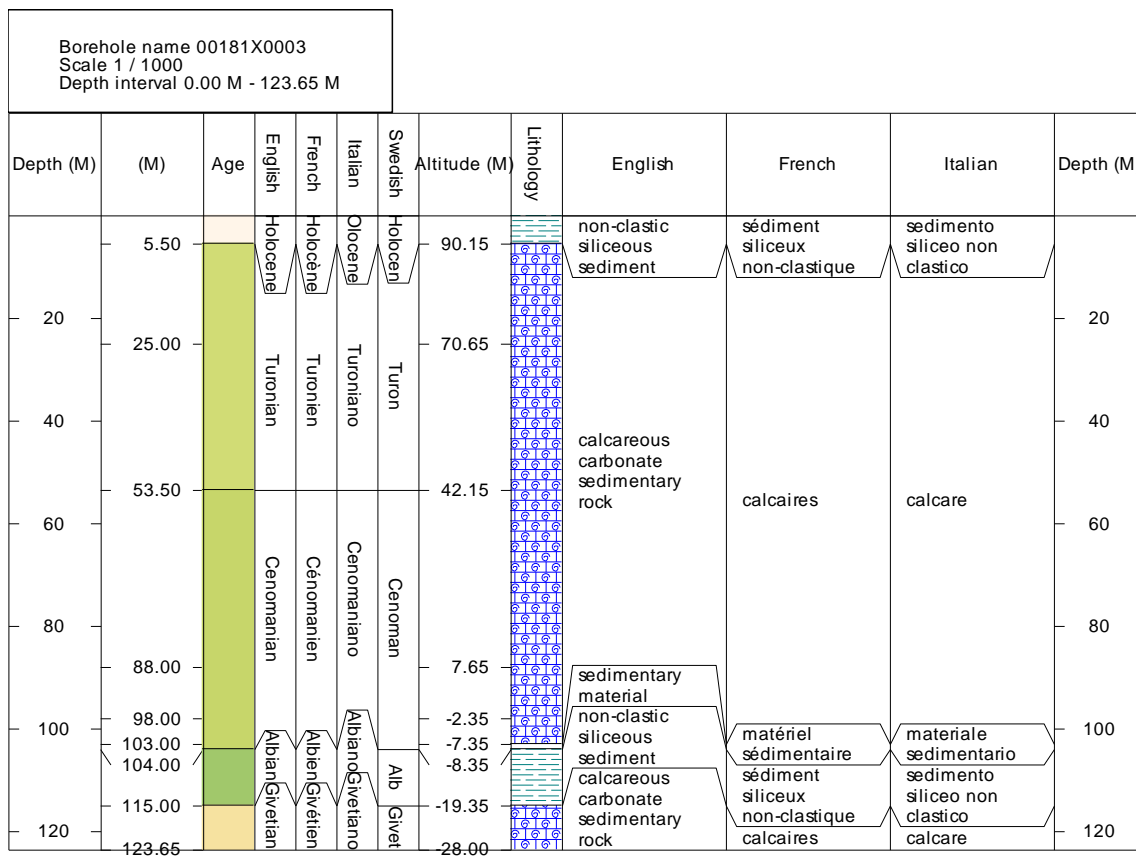 Borehole name 00181X0003
Scale 1 / 1000
Depth interval 0.00 M - 123.65 M
Depth (M)
(M)
Age
English
French
Italian
Swedish
Altitude (M)
Lithology
English
French
Italian
Depth (M
20
40
60
80
100
120
5.50
25.00
53.50
88.00
98.00
103.00
104.00
115.00
123.65
Holocene
Turonian
Cenomanian
Albian
Givetian
Holocène
Turonien
Cénomanien
Albien
Givétien
Olocene
Turoniano
Cenomaniano
Albiano
Givetiano
Holocen
Turon
Cenoman
Alb
Givet
90.15
70.65
42.15
7.65
-2.35
-7.35
-8.35
-19.35
-28.00
non-clastic
siliceous
sediment
calcareous
carbonate
sedimentary
rock
sedimentary
material
non-clastic
siliceous
sediment
calcareous
carbonate
sedimentary
rock
sédiment
siliceux
non-clastique
calcaires
matériel
sédimentaire
sédiment
siliceux
non-clastique
calcaires
sedimento
siliceo non
clastico
calcare
materiale
sedimentario
sedimento
siliceo non
clastico
calcare
20
40
60
80
100
120